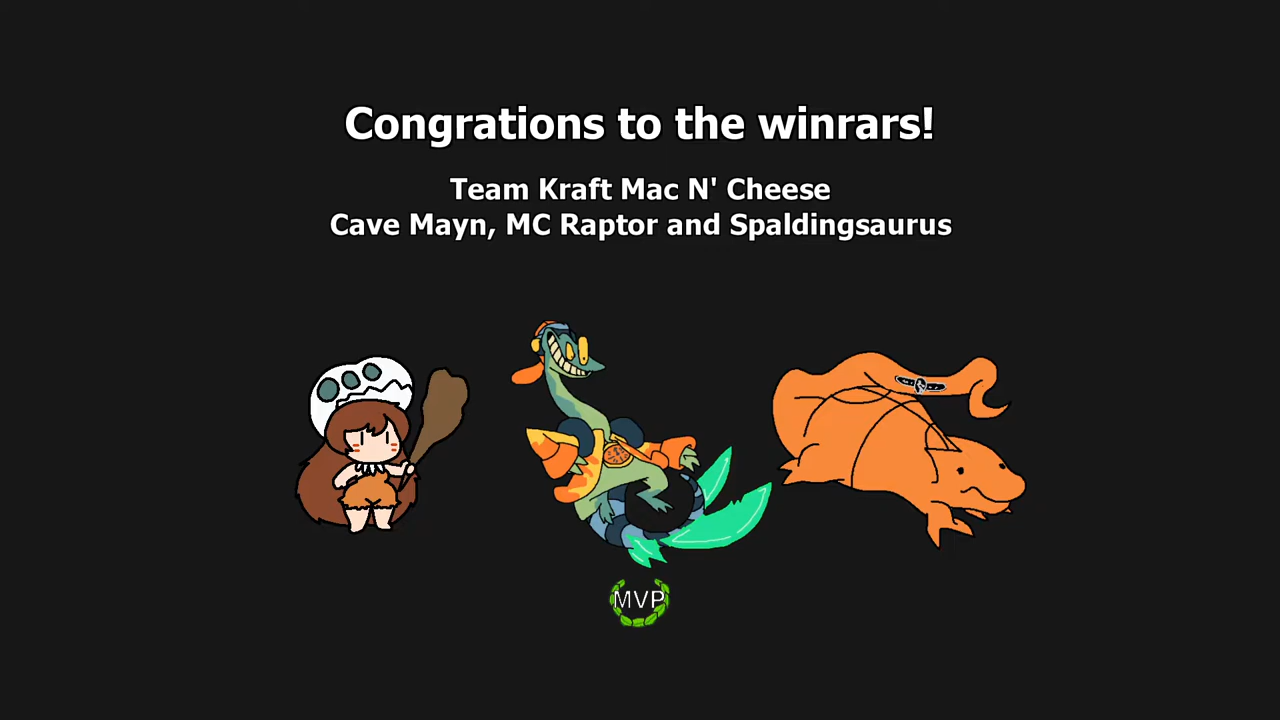 Congrations to the winrars!
Team Kraft Mac N' Cheese
Cave Mayn, MC Raptor and Spaldingsaurus
MVP